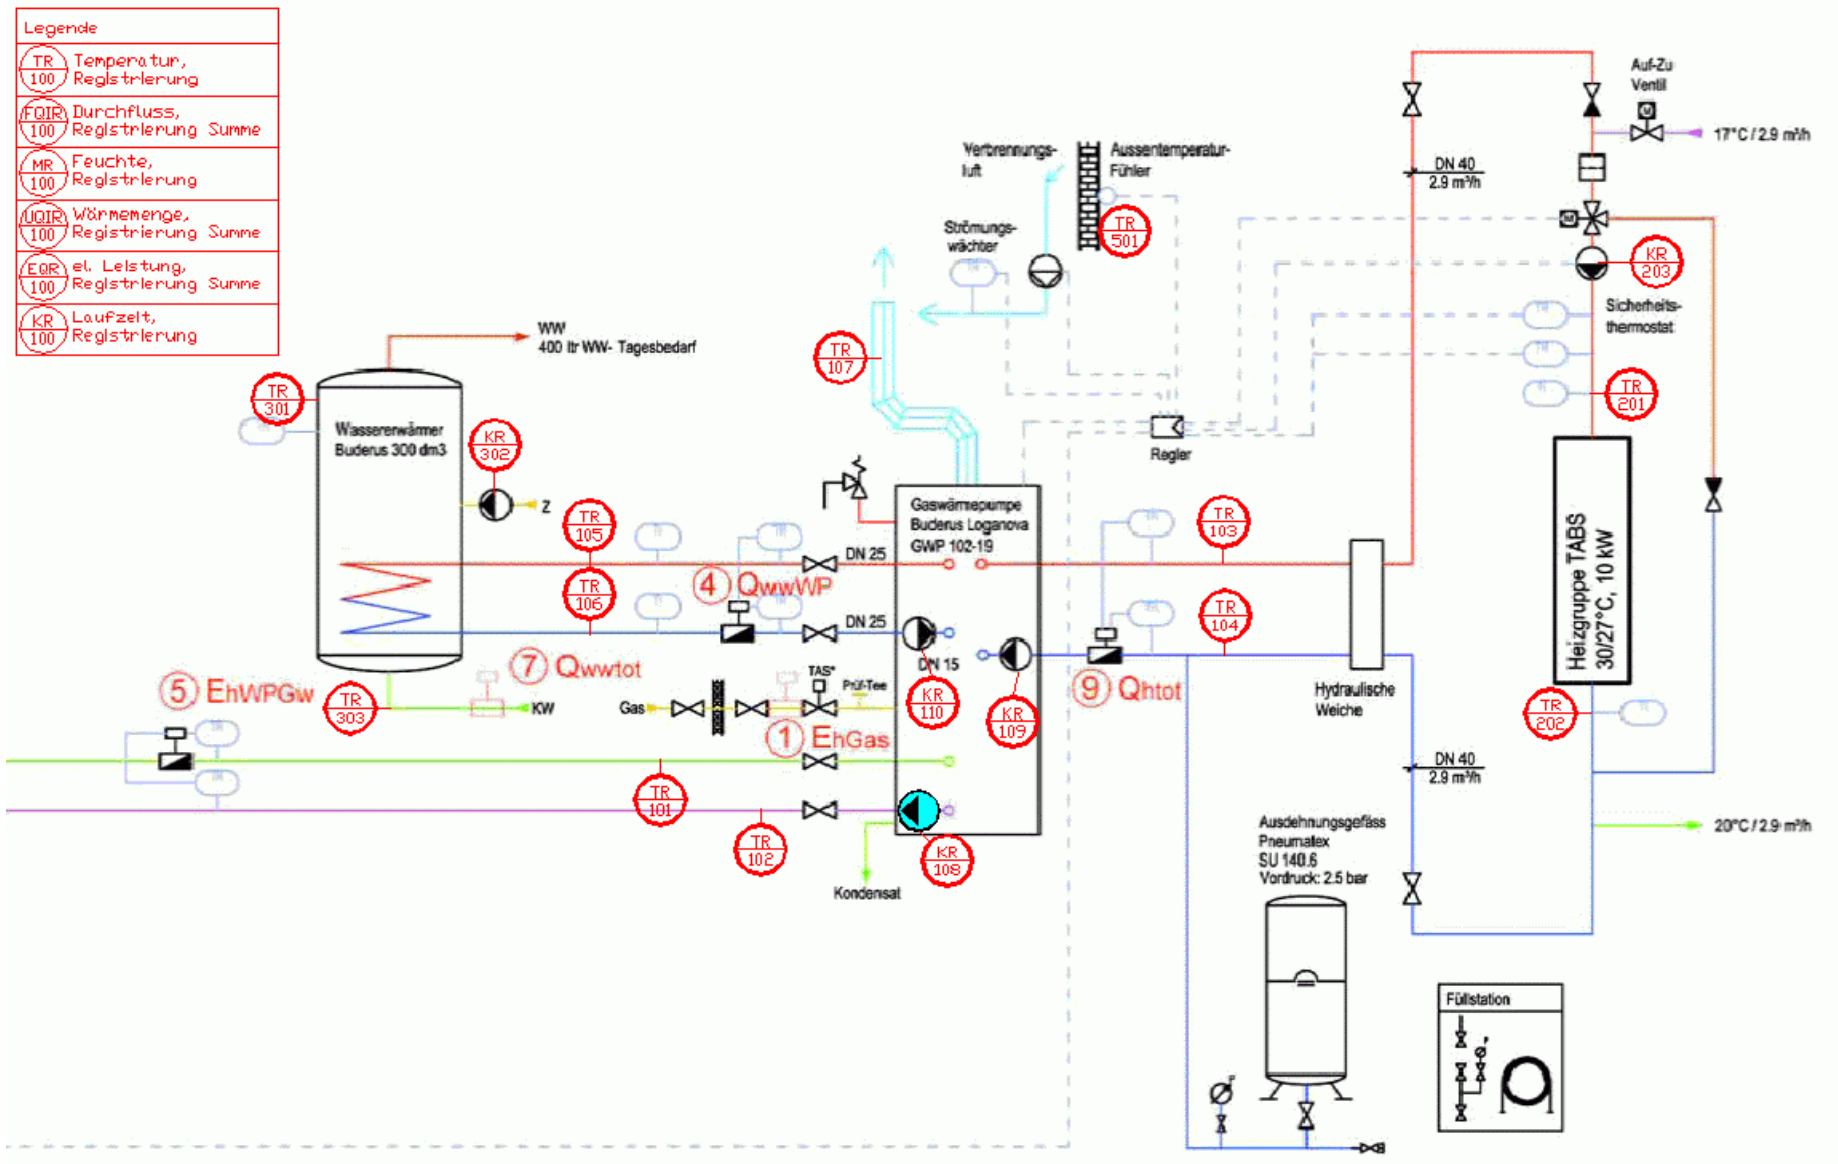 Legende
TR
100
Temperatur,
Registrierung
FQIR
100
Durchfluss,
Registrierung Summe
MR
100
Feuchte,
Registrierung
UQIR
100
Wärmemenge,
Registrierung Summe
EQR
100
el. Leistung,
Registrierung Summe
KR
100
Laufzeit,
Registrierung
Auf-Zu
Ventil
M
17°C / 2.9 m³/h
DN 40
2.9 m³/h
Verbrennungs-
luft
Aussentemperatur-
Fühler
TR
501
Strömungs-
wächter
M
KR
203
Sicherheits-
thermostat
TR
201
WW
400 ltr WW- Tagesbedarf
TR
107
TR
301
Wassererwärmer
Buderus 300 dm3
KR
302
Z
Regler
Gaswärmepumpe
Buderus Loganova
GWP 102-19
TR
105
DN 25
TR
103
4 QwwWP
TR
106
DN 25
TR
104
Heizgruppe TABS
30/27°C, 10 kW
7 Qwwtot
DN 15
5 EhWPGw
TAS*
Prüf-Tee
9 Qhtot
Hydraulische
Weiche
TR
303
KW
Gas
KR
110
KR
109
TR
202
1 EhGas
DN 40
2.9 m³/h
TR
101
TR
102
KR
108
Kondensat
20°C / 2.9 m³/h
Ausdehnungsgefäss
Pneumatex
SU 140.6
Vordruck: 2.5 bar
Füllstation
P
P